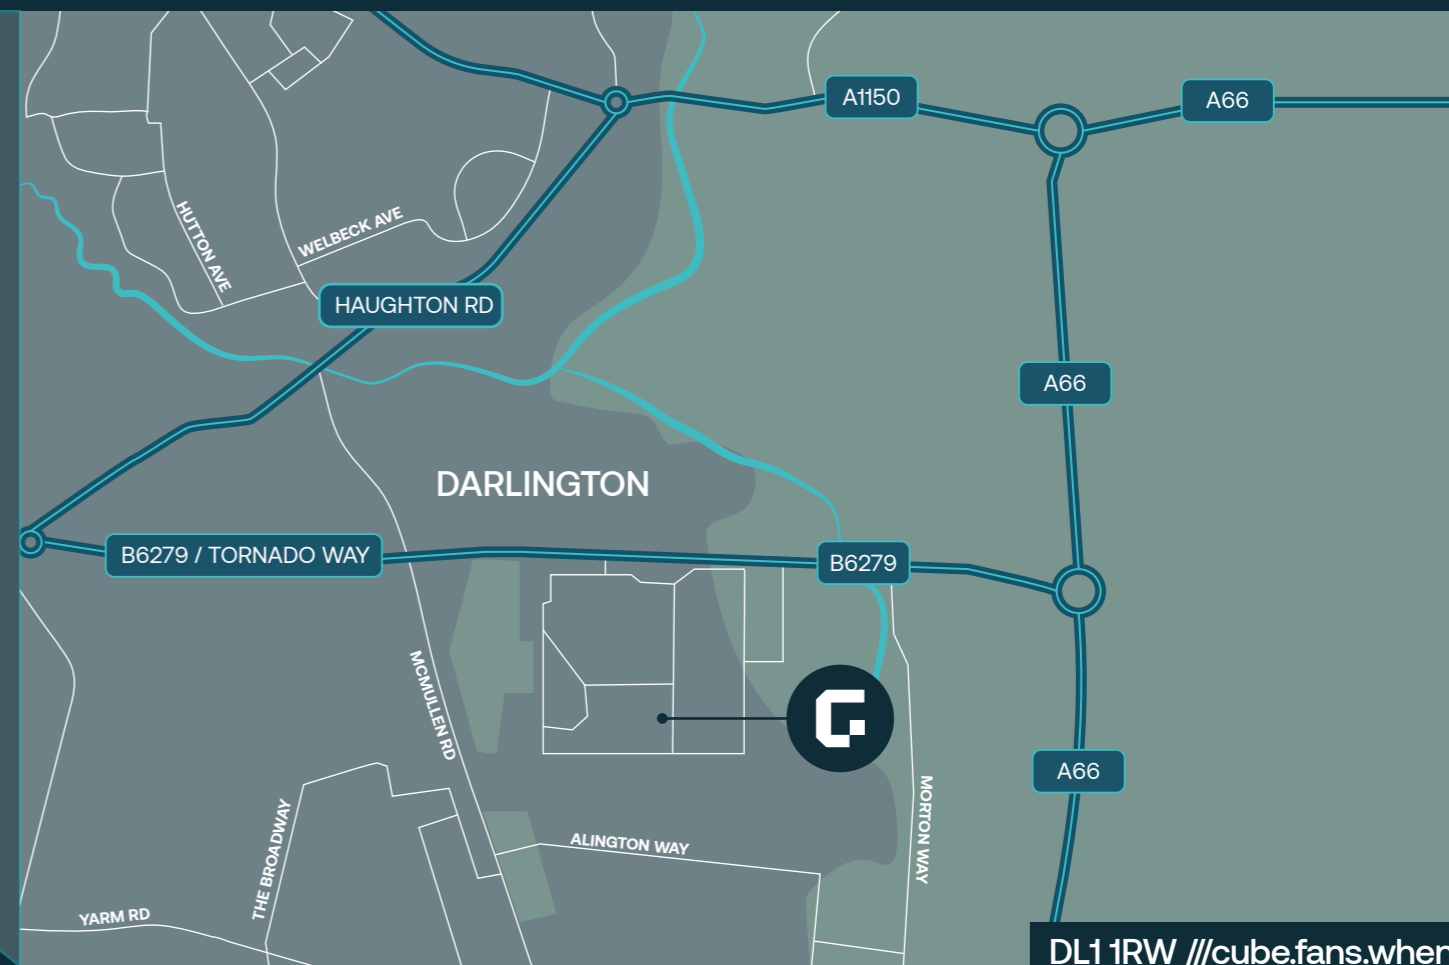 A1150
A66
HUTTON AVE
WELBECK AVE
HAUGHTON RD
A66
DARLINGTON
B6279 / TORNADO WAY
B6279
MCMULLEN RD
A66
MORTON WAY
THE BROADWAY
ALINGTON WAY
YARM RD
DL1 1RW ///cube.fans.when